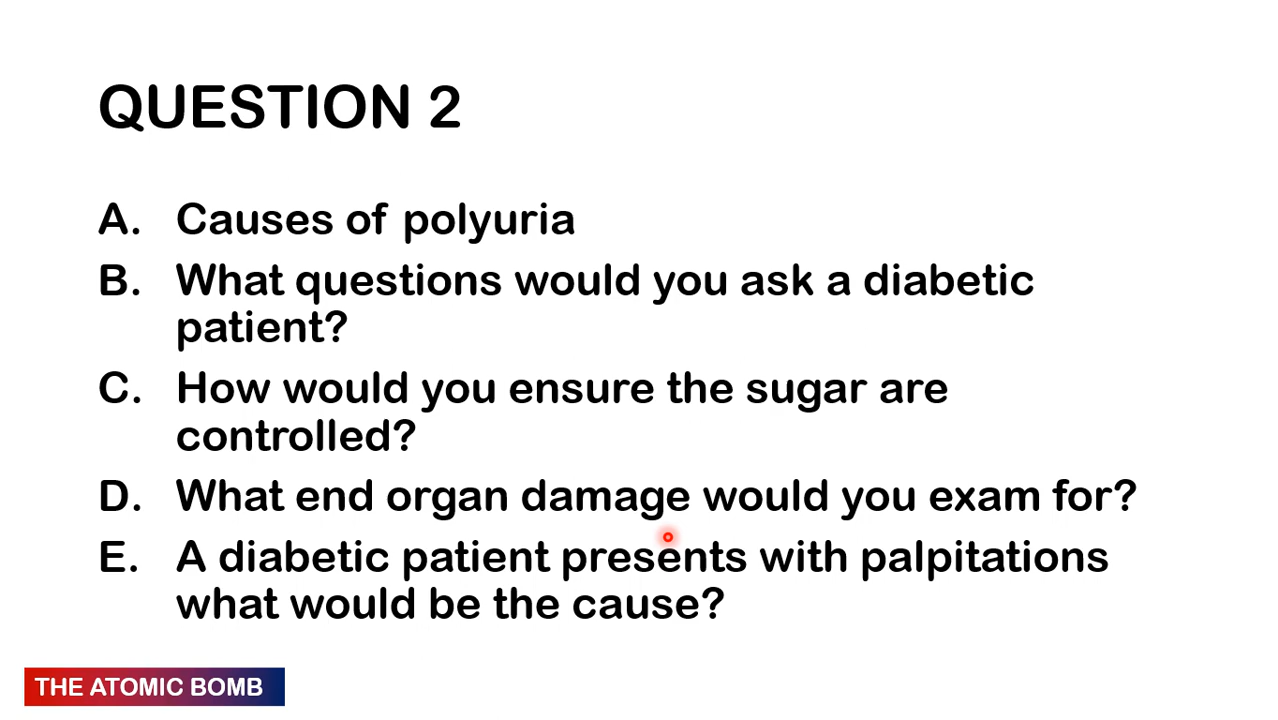 QUESTION 2
A. Causes of polyuria
B. What questions would you ask a diabetic
patient?
C. How would you ensure the sugar are
controlled?
D. What end organ damage would you exam for?
E. A diabetic patient presents with palpitations
what would be the cause?
THE ATOMIC BOMB